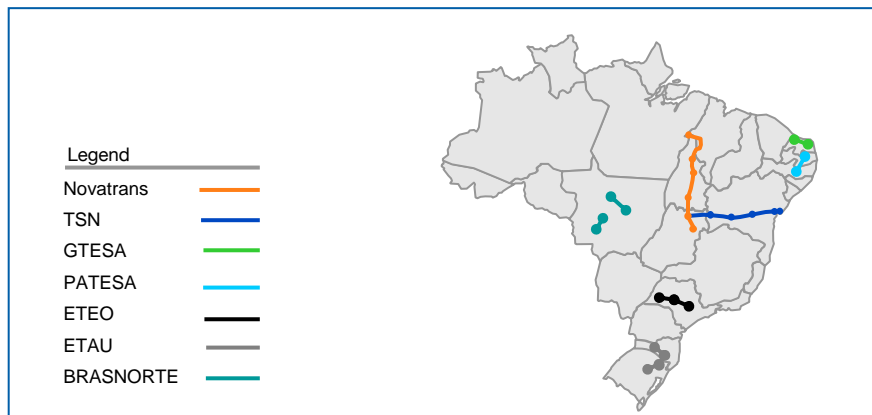 Legend
Novatrans
TSN
GTESA
PATESA
ETEO
ETAU
BRASNORTE